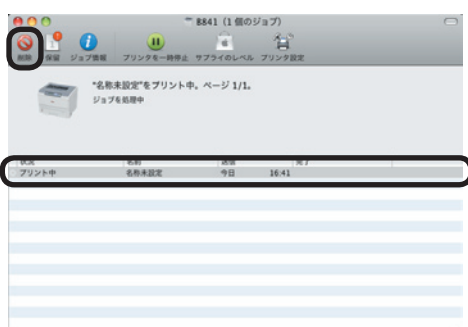 B841 (1 個のジョブ)
削除 保留 ジョブ情報 プリンタを一時停止 サプライのレベル プリンタ設定
"名称未設定"をプリント中。ページ 1/1。
ジョブを処理中
状況 名前 送信 完了
プリント中 名称未設定 今日 16:41